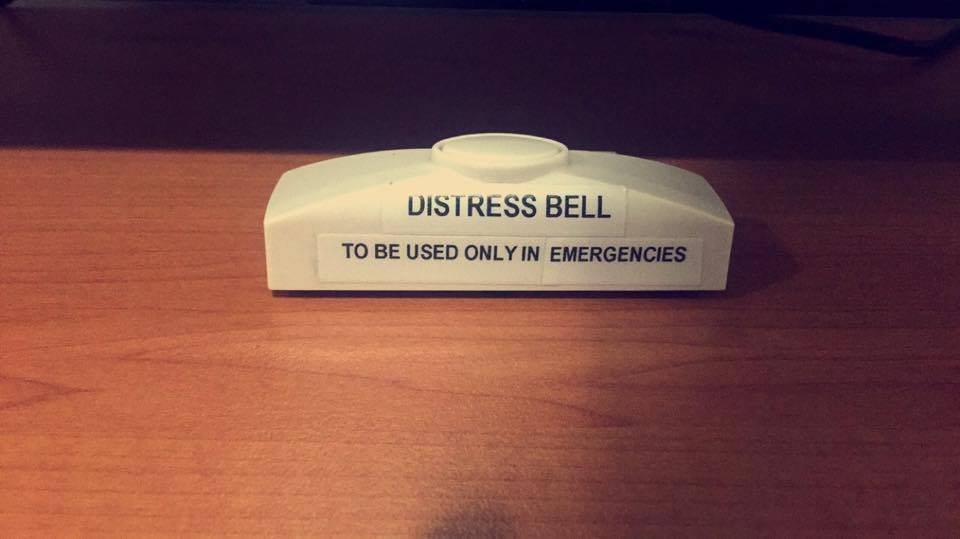 DISTRESS BELL
TO BE USED ONLY IN EMERGENCIES